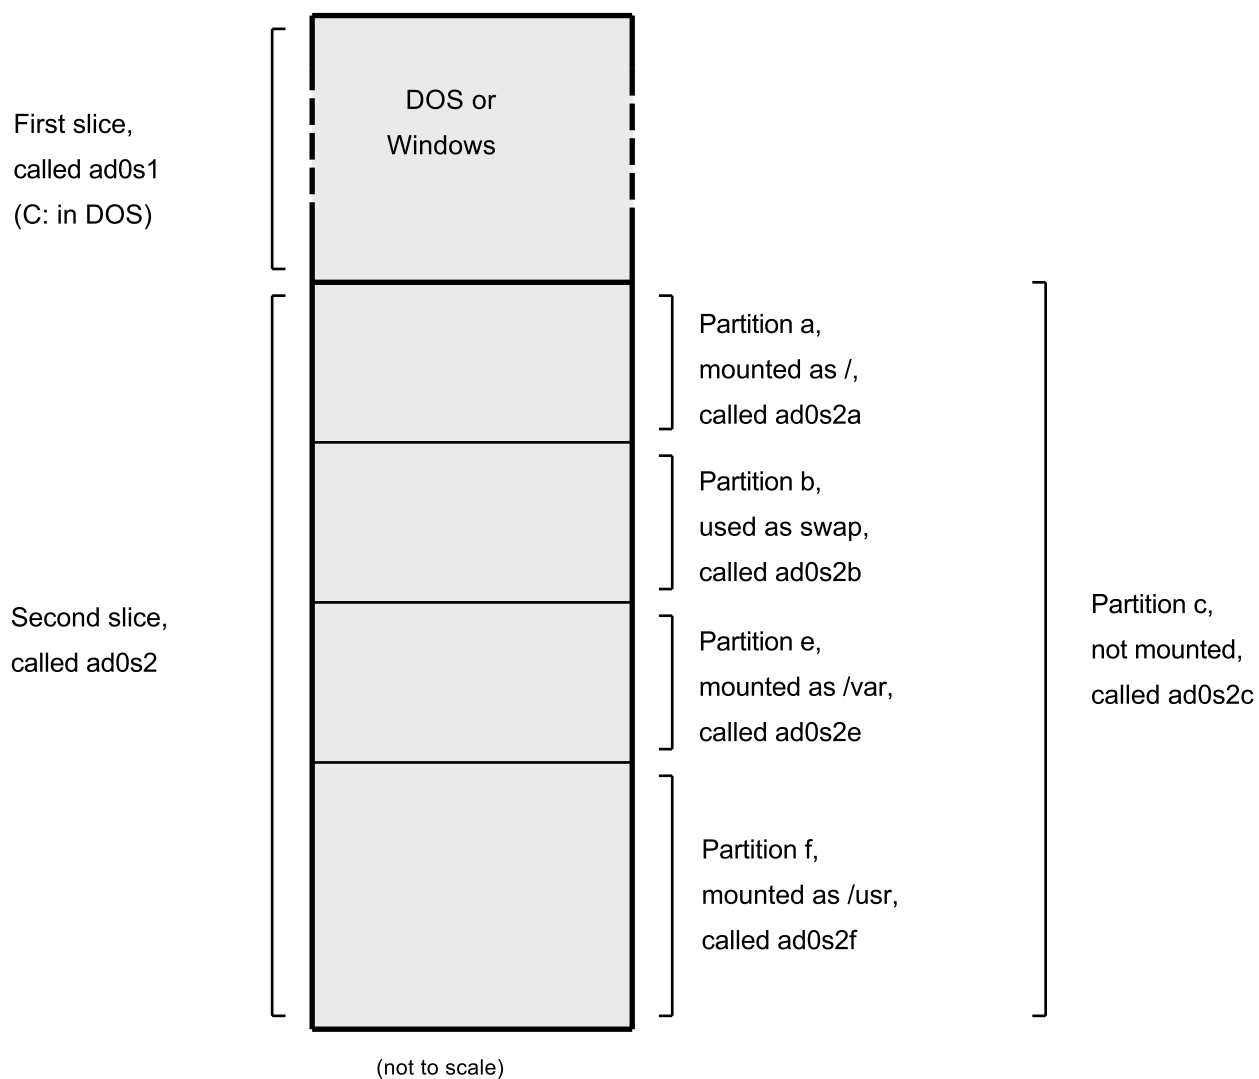 DOS or
Windows
First slice,
called ad0s1
(C: in DOS)
Partition a,
mounted as /,
called ad0s2a
Partition b,
used as swap,
called ad0s2b
Second slice,
called ad0s2
Partition c,
not mounted,
called ad0s2c
Partition e,
mounted as /var,
called ad0s2e
Partition f,
mounted as /usr,
called ad0s2f
(not to scale)